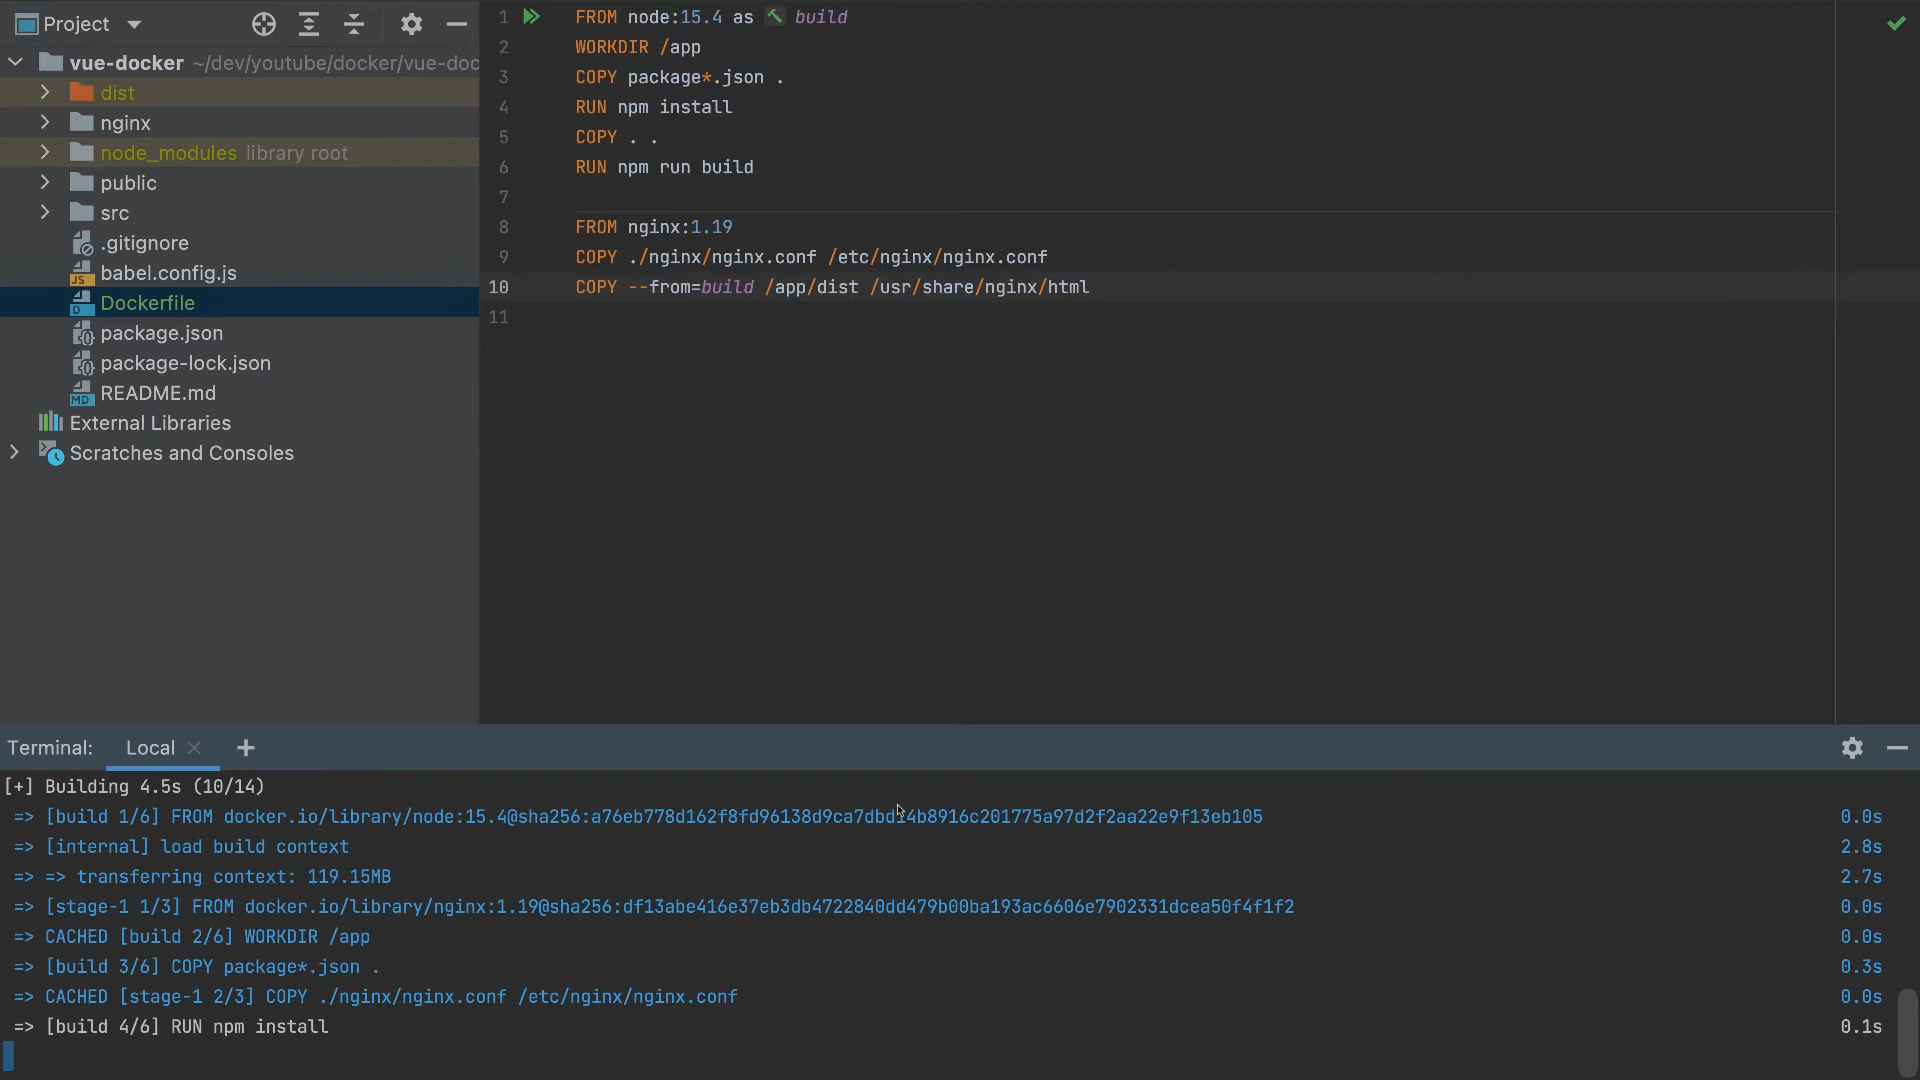 Project
vue-docker ~/dev/youtube/docker/vue-doc
dist
nginx
node_modules library root
public
src
.gitignore
babel.config.js
Dockerfile
package.json
package-lock.json
README.md
External Libraries
Scratches and Consoles
1 FROM node:15.4 as build
2 WORKDIR /app
3 COPY package*.json .
4 RUN npm install
5 COPY . .
6 RUN npm run build
7
8 FROM nginx:1.19
9 COPY ./nginx/nginx.conf /etc/nginx/nginx.conf
10 COPY --from=build /app/dist /usr/share/nginx/html
11
Terminal: Local
[+] Building 4.5s (10/14)
=> [build 1/6] FROM docker.io/library/node:15.4@sha256:a76eb778d162f8fd96138d9ca7dbd14b8916c201775a97d2f2aa22e9f13eb105 0.0s
=> [internal] load build context 2.8s
=> => transferring context: 119.15MB 2.7s
=> [stage-1 1/3] FROM docker.io/library/nginx:1.19@sha256:df13abe416e37eb3db4722840dd479b00ba193ac6606e7902331dcea50f4f1f2 0.0s
=> CACHED [build 2/6] WORKDIR /app 0.0s
=> [build 3/6] COPY package*.json . 0.3s
=> CACHED [stage-1 2/3] COPY ./nginx/nginx.conf /etc/nginx/nginx.conf 0.0s
=> [build 4/6] RUN npm install 0.1s